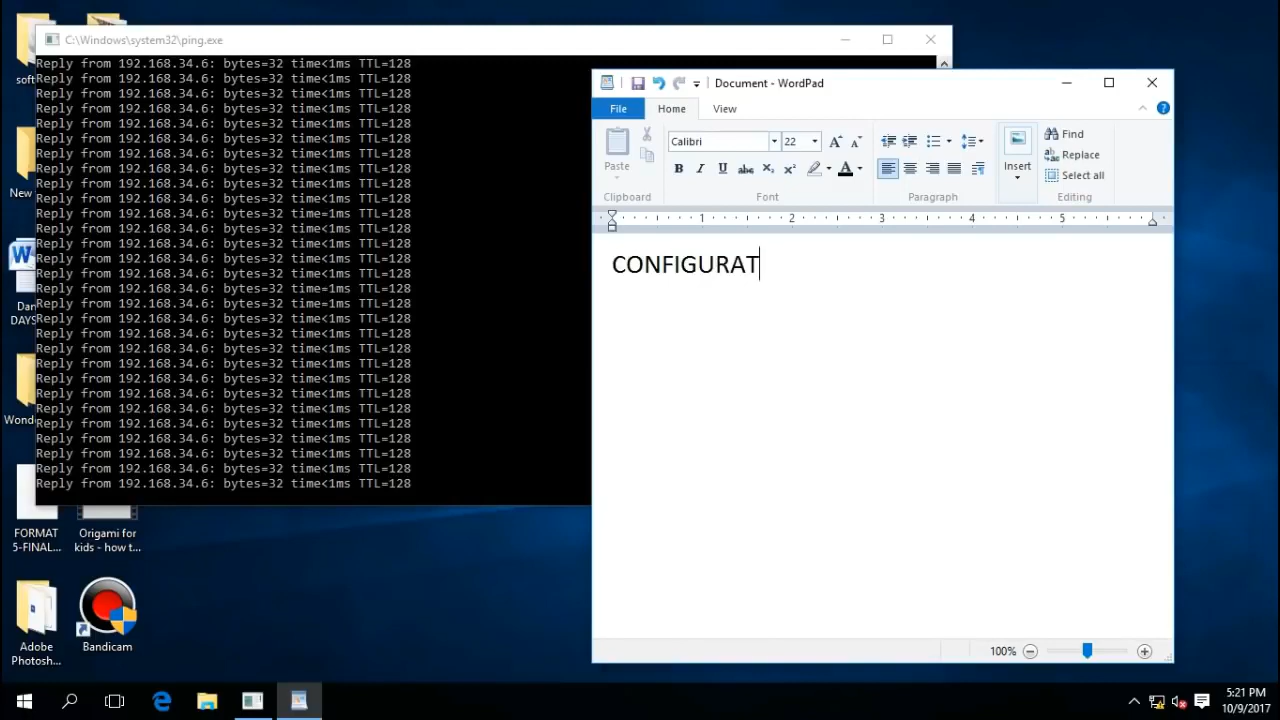 C:\Windows\system32\ping.exe
Reply from 192.168.34.6: bytes=32 time<1ms TTL=128
Reply from 192.168.34.6: bytes=32 time<1ms TTL=128
Reply from 192.168.34.6: bytes=32 time<1ms TTL=128
Reply from 192.168.34.6: bytes=32 time<1ms TTL=128
Reply from 192.168.34.6: bytes=32 time<1ms TTL=128
Reply from 192.168.34.6: bytes=32 time<1ms TTL=128
Reply from 192.168.34.6: bytes=32 time<1ms TTL=128
Reply from 192.168.34.6: bytes=32 time<1ms TTL=128
Reply from 192.168.34.6: bytes=32 time<1ms TTL=128
Reply from 192.168.34.6: bytes=32 time<1ms TTL=128
Reply from 192.168.34.6: bytes=32 time=1ms TTL=128
Reply from 192.168.34.6: bytes=32 time<1ms TTL=128
Reply from 192.168.34.6: bytes=32 time<1ms TTL=128
Reply from 192.168.34.6: bytes=32 time<1ms TTL=128
Reply from 192.168.34.6: bytes=32 time<1ms TTL=128
Reply from 192.168.34.6: bytes=32 time=1ms TTL=128
Reply from 192.168.34.6: bytes=32 time=1ms TTL=128
Reply from 192.168.34.6: bytes=32 time<1ms TTL=128
Reply from 192.168.34.6: bytes=32 time<1ms TTL=128
Reply from 192.168.34.6: bytes=32 time<1ms TTL=128
Reply from 192.168.34.6: bytes=32 time<1ms TTL=128
Reply from 192.168.34.6: bytes=32 time<1ms TTL=128
Reply from 192.168.34.6: bytes=32 time<1ms TTL=128
Reply from 192.168.34.6: bytes=32 time<1ms TTL=128
Reply from 192.168.34.6: bytes=32 time<1ms TTL=128
Reply from 192.168.34.6: bytes=32 time<1ms TTL=128
Reply from 192.168.34.6: bytes=32 time<1ms TTL=128
Reply from 192.168.34.6: bytes=32 time<1ms TTL=128
Reply from 192.168.34.6: bytes=32 time<1ms TTL=128
Document - WordPad
File Home View
Paste
Clipboard
Calibri 22
B I U abc X₂ X²
Font
Paragraph
Insert
Find
Replace
Select all
Editing
1 2 3 4 5
CONFIGURAT
100%
soft
New
Dan
DAYS
Wond
FORMAT
5-FINAL...
Origami for
kids - how t...
Adobe
Photosh...
Bandicam
5:21 PM
10/9/2017